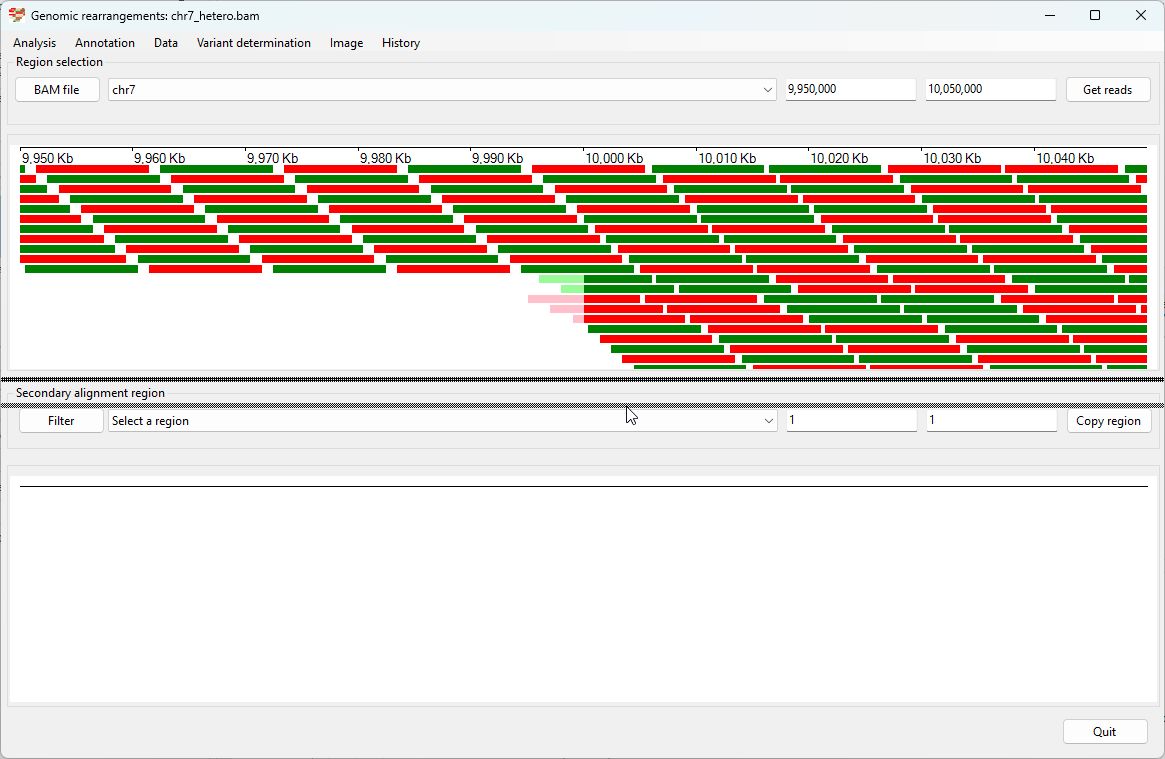 Genomic rearrangements: chr7_hetero.bam
Analysis Annotation Data Variant determination Image History
Region selection
BAM file chr7 9,950,000 10,050,000 Get reads
9,950 Kb 9,960 Kb 9,970 Kb 9,980 Kb 9,990 Kb 10,000 Kb 10,010 Kb 10,020 Kb 10,030 Kb 10,040 Kb
Secondary alignment region
Filter Select a region 1 1 Copy region
Quit